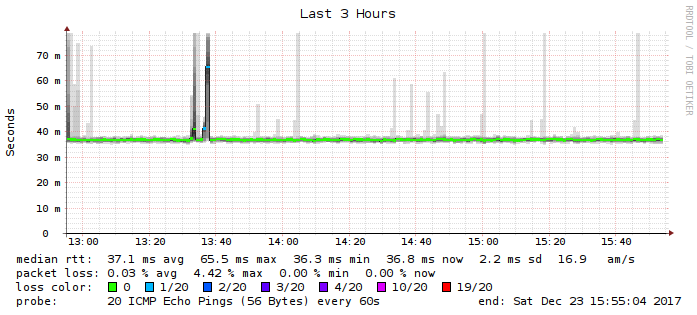 Last 3 Hours
RRDTOOL / TOBI OETIKER
Seconds
70 m
60 m
50 m
40 m
30 m
20 m
10 m
0
13:00 13:20 13:40 14:00 14:20 14:40 15:00 15:20 15:40
median rtt: 37.1 ms avg 65.5 ms max 36.3 ms min 36.8 ms now 2.2 ms sd 16.9 am/s
packet loss: 0.03 % avg 4.42 % max 0.00 % min 0.00 % now
loss color: 0 1/20 2/20 3/20 4/20 10/20 19/20
probe: 20 ICMP Echo Pings (56 Bytes) every 60s end: Sat Dec 23 15:55:04 2017